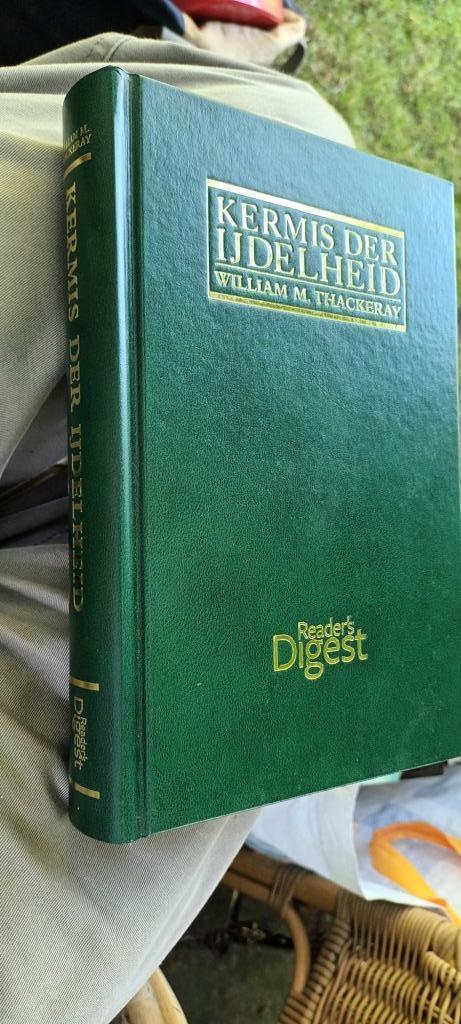 KERMIS DER
IJDELHEID
WILLIAM M. THACKERAY
Reader's
Digest
WILLIAM M.
THACKERAY
KERMIS DER IJDELHEID
Reader's
Digest